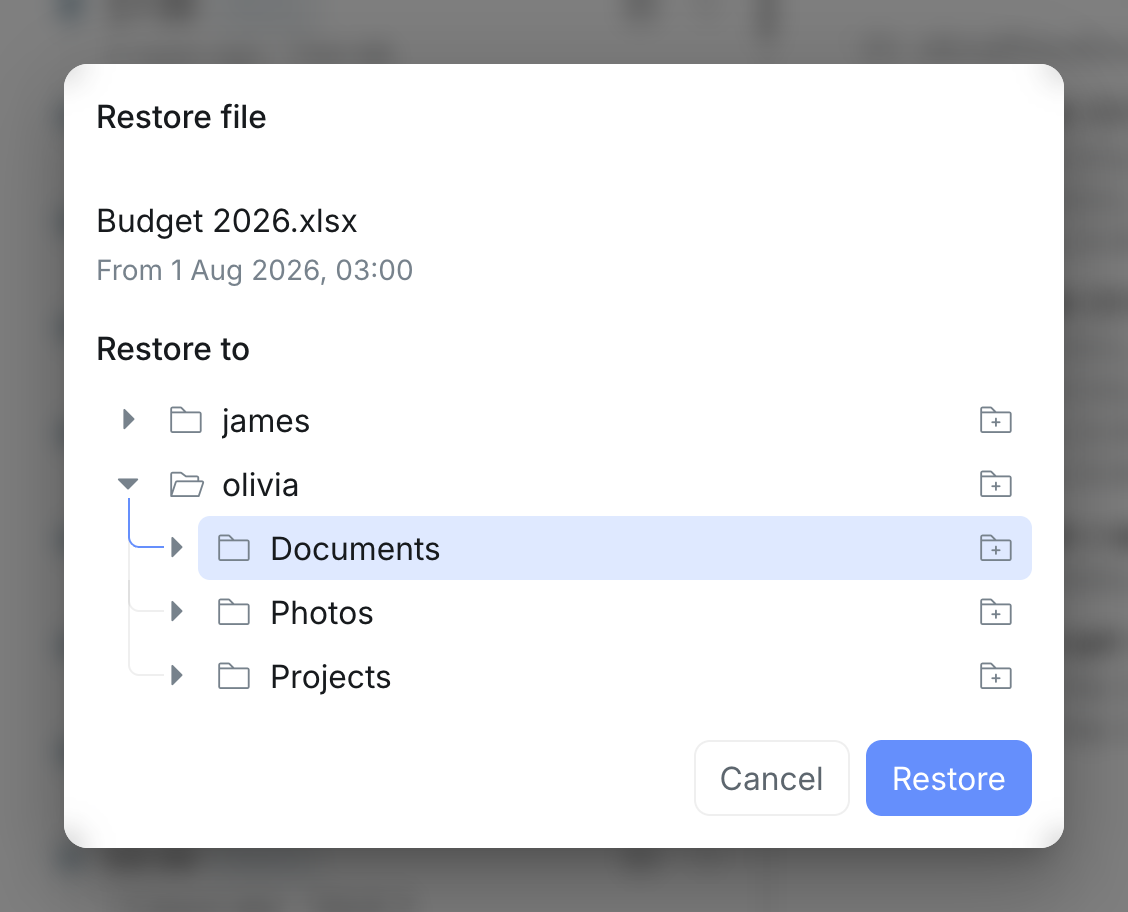 Restore file
Budget 2026.xlsx
From 1 Aug 2026, 03:00
Restore to
james
olivia
Documents
Photos
Projects
Cancel
Restore